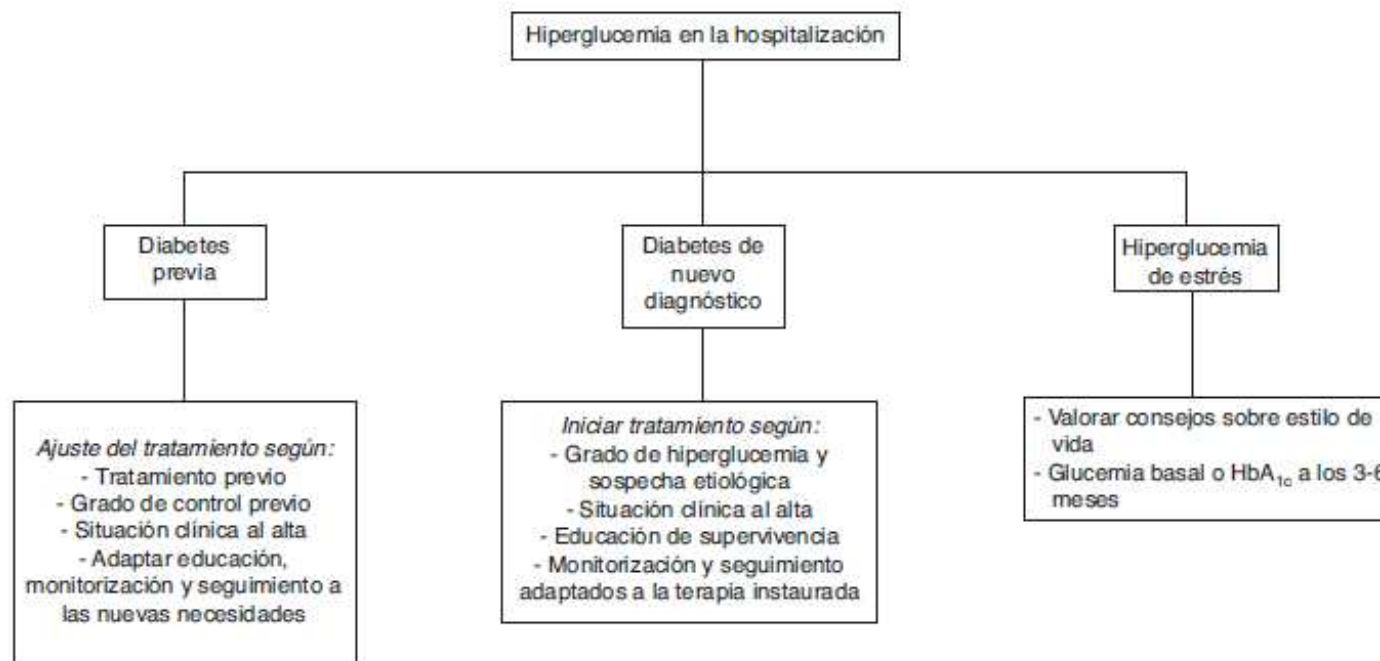 Hiperglucemia en la hospitalización
Diabetes
previa
Diabetes de
nuevo
diagnóstico
Hiperglucemia
de estrés
Ajuste del tratamiento según:
- Tratamiento previo
- Grado de control previo
- Situación clínica al alta
- Adaptar educación,
monitorización y seguimiento a
las nuevas necesidades
Iniciar tratamiento según:
- Grado de hiperglucemia y
sospecha etiológica
- Situación clínica al alta
- Educación de supervivencia
- Monitorización y seguimiento
adaptados a la terapia instaurada
- Valorar consejos sobre estilo de
vida
- Glucemia basal o HbA1c a los 3-6
meses